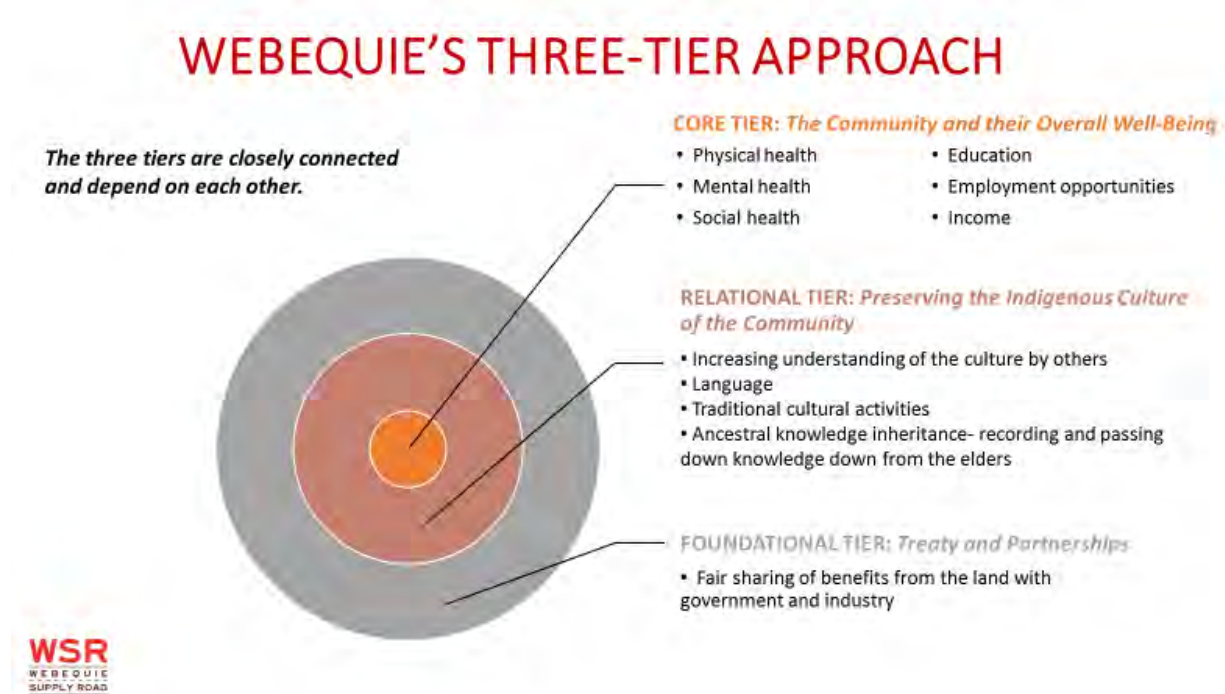 WEBEQUIE'S THREE-TIER APPROACH
The three tiers are closely connected
and depend on each other.
CORE TIER: The Community and their Overall Well-Being
• Physical health
• Mental health
• Social health
• Education
• Employment opportunities
• Income
RELATIONAL TIER: Preserving the Indigenous Culture
of the Community
• Increasing understanding of the culture by others
• Language
• Traditional cultural activities
• Ancestral knowledge inheritance- recording and passing
down knowledge down from the elders
FOUNDATIONAL TIER: Treaty and Partnerships
• Fair sharing of benefits from the land with
government and industry
WSR
WEBEQUIE
SUPPLY ROAD